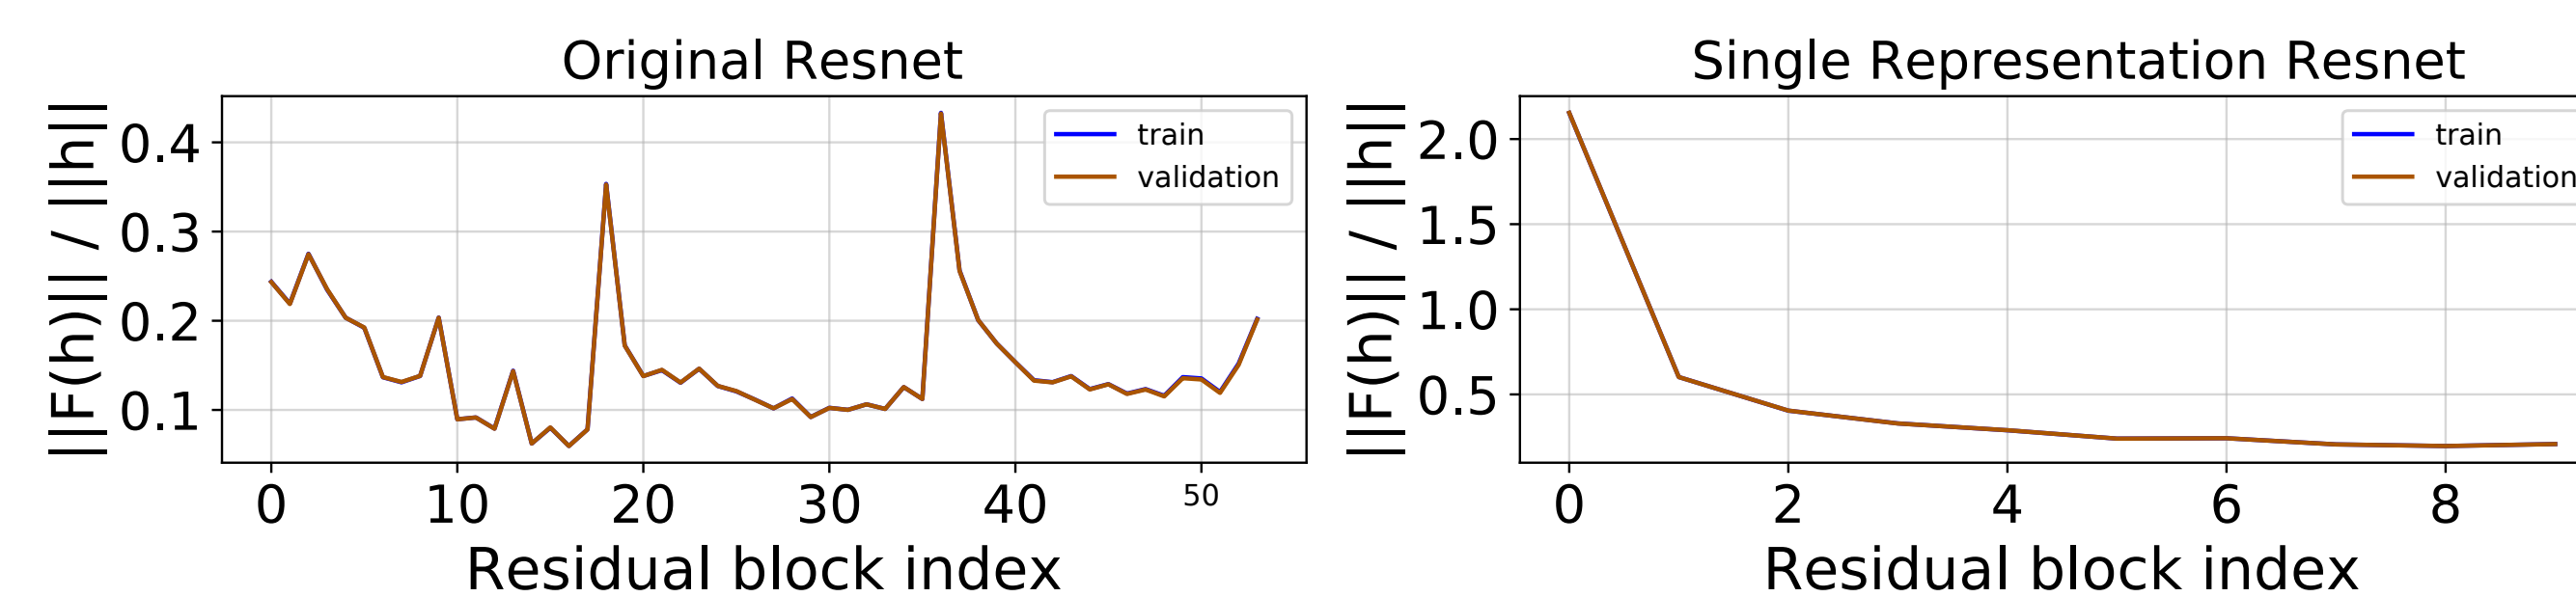 Original Resnet
||F(h)|| / ||h||
0.4
0.3
0.2
0.1
train
validation
0 10 20 30 40 50
Residual block index
Single Representation Resnet
||F(h)|| / ||h||
2.0
1.5
1.0
0.5
train
validation
0 2 4 6 8
Residual block index